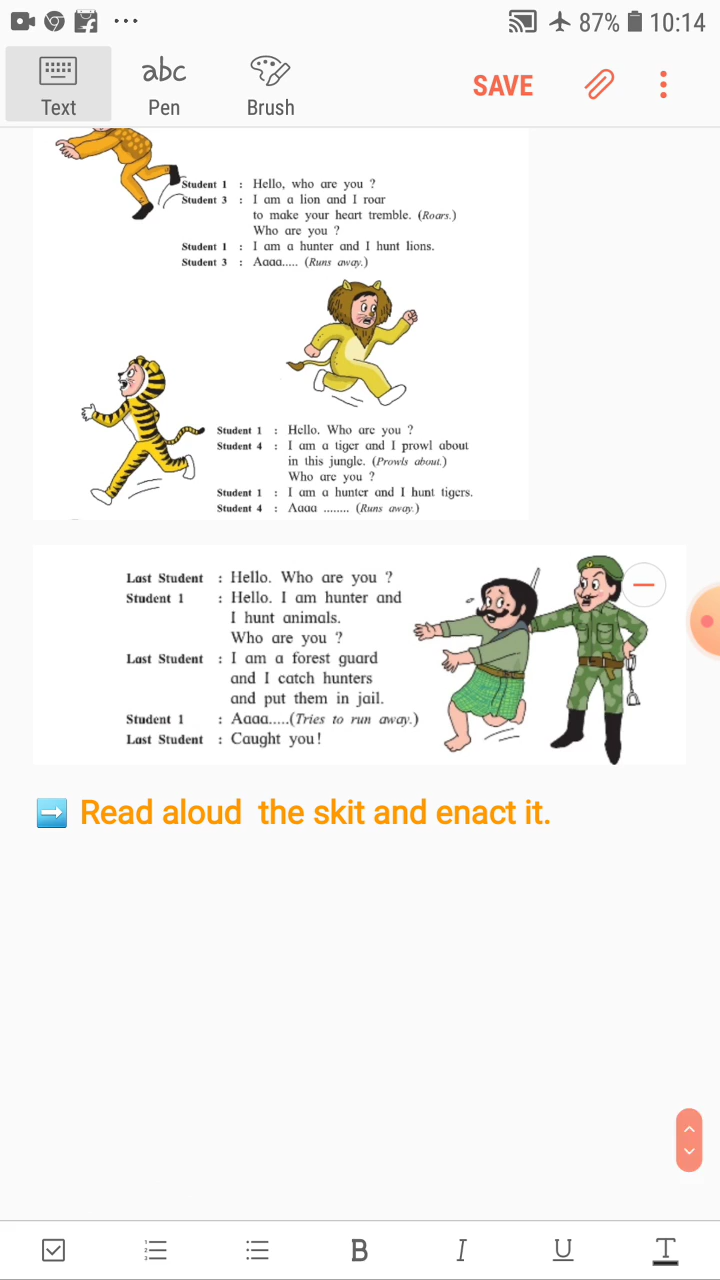 87% 10:14
Text
abc
Pen
Brush
SAVE
Student 1 : Hello, who are you ?
Student 3 : I am a lion and I roar
to make your heart tremble. (Roars.)
Who are you ?
Student 1 : I am a hunter and I hunt lions.
Student 3 : Aaaa..... (Runs away.)
Student 1 : Hello. Who are you ?
Student 4 : I am a tiger and I prowl about
in this jungle. (Prowls about.)
Who are you ?
Student 1 : I am a hunter and I hunt tigers.
Student 4 : Aaaa ........ (Runs away.)
Last Student : Hello. Who are you ?
Student 1 : Hello. I am hunter and
I hunt animals.
Who are you ?
Last Student : I am a forest guard
and I catch hunters
and put them in jail.
Student 1 : Aaaa.....(Tries to run away.)
Last Student : Caught you!
➡ Read aloud the skit and enact it.
1
2
3
B I U T